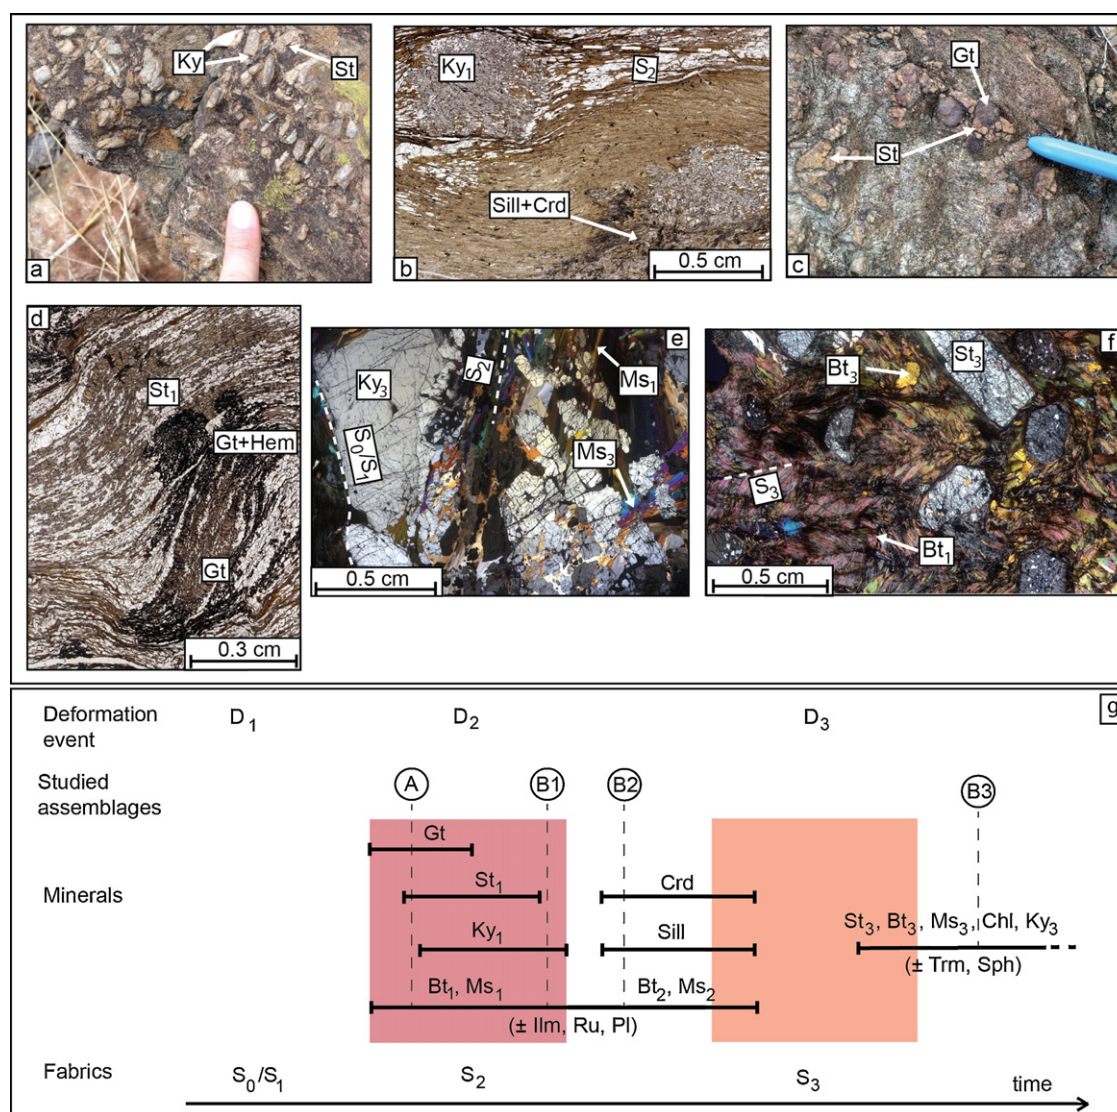 Ky
St
a
Ky1
S2
Sill+Crd
0.5 cm
b
Gt
St
c
d
St1
Gt+Hem
Gt
0.3 cm
e
Ky3
S2
Ms1
S0/S1
Ms3
0.5 cm
f
St3
Bt3
S3
Bt1
0.5 cm
g
Deformation event
D1 D2 D3
Studied assemblages
A B1 B2 B3
Gt
Minerals
St1 Crd
St3, Bt3, Ms3, Chl, Ky3
Ky1 Sill
(± Trm, Sph)
Bt1, Ms1 Bt2, Ms2
(± Ilm, Ru, Pl)
Fabrics S0/S1 S2 S3 time